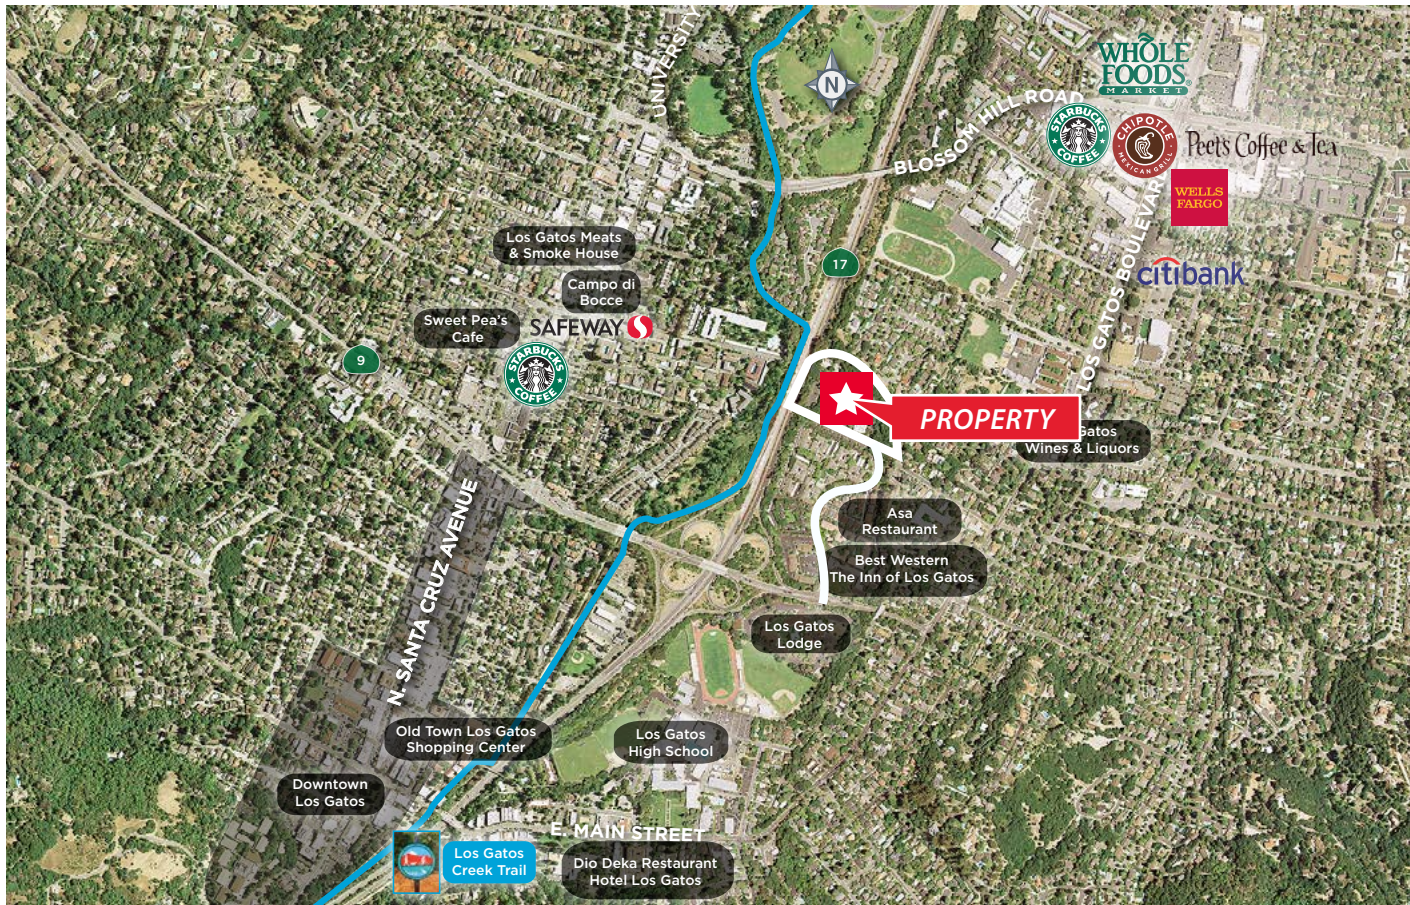 UNIVERSITY
N
WHOLE
FOODS
MARKET
BLOSSOM HILL ROAD
STARBUCKS
COFFEE
CHIPOTLE
MEXICAN GRILL
Peet's Coffee & Tea
WELLS
FARGO
LOS GATOS BOULEVARD
citibank
Los Gatos Meats
& Smoke House
17
Campo di
Bocce
Sweet Pea's
Cafe
SAFEWAY
9
STARBUCKS
COFFEE
PROPERTY
Gatos
Wines & Liquors
N. SANTA CRUZ AVENUE
Asa
Restaurant
Best Western
The Inn of Los Gatos
Los Gatos
Lodge
Old Town Los Gatos
Shopping Center
Los Gatos
High School
Downtown
Los Gatos
E. MAIN STREET
Los Gatos
Creek Trail
Dio Deka Restaurant
Hotel Los Gatos